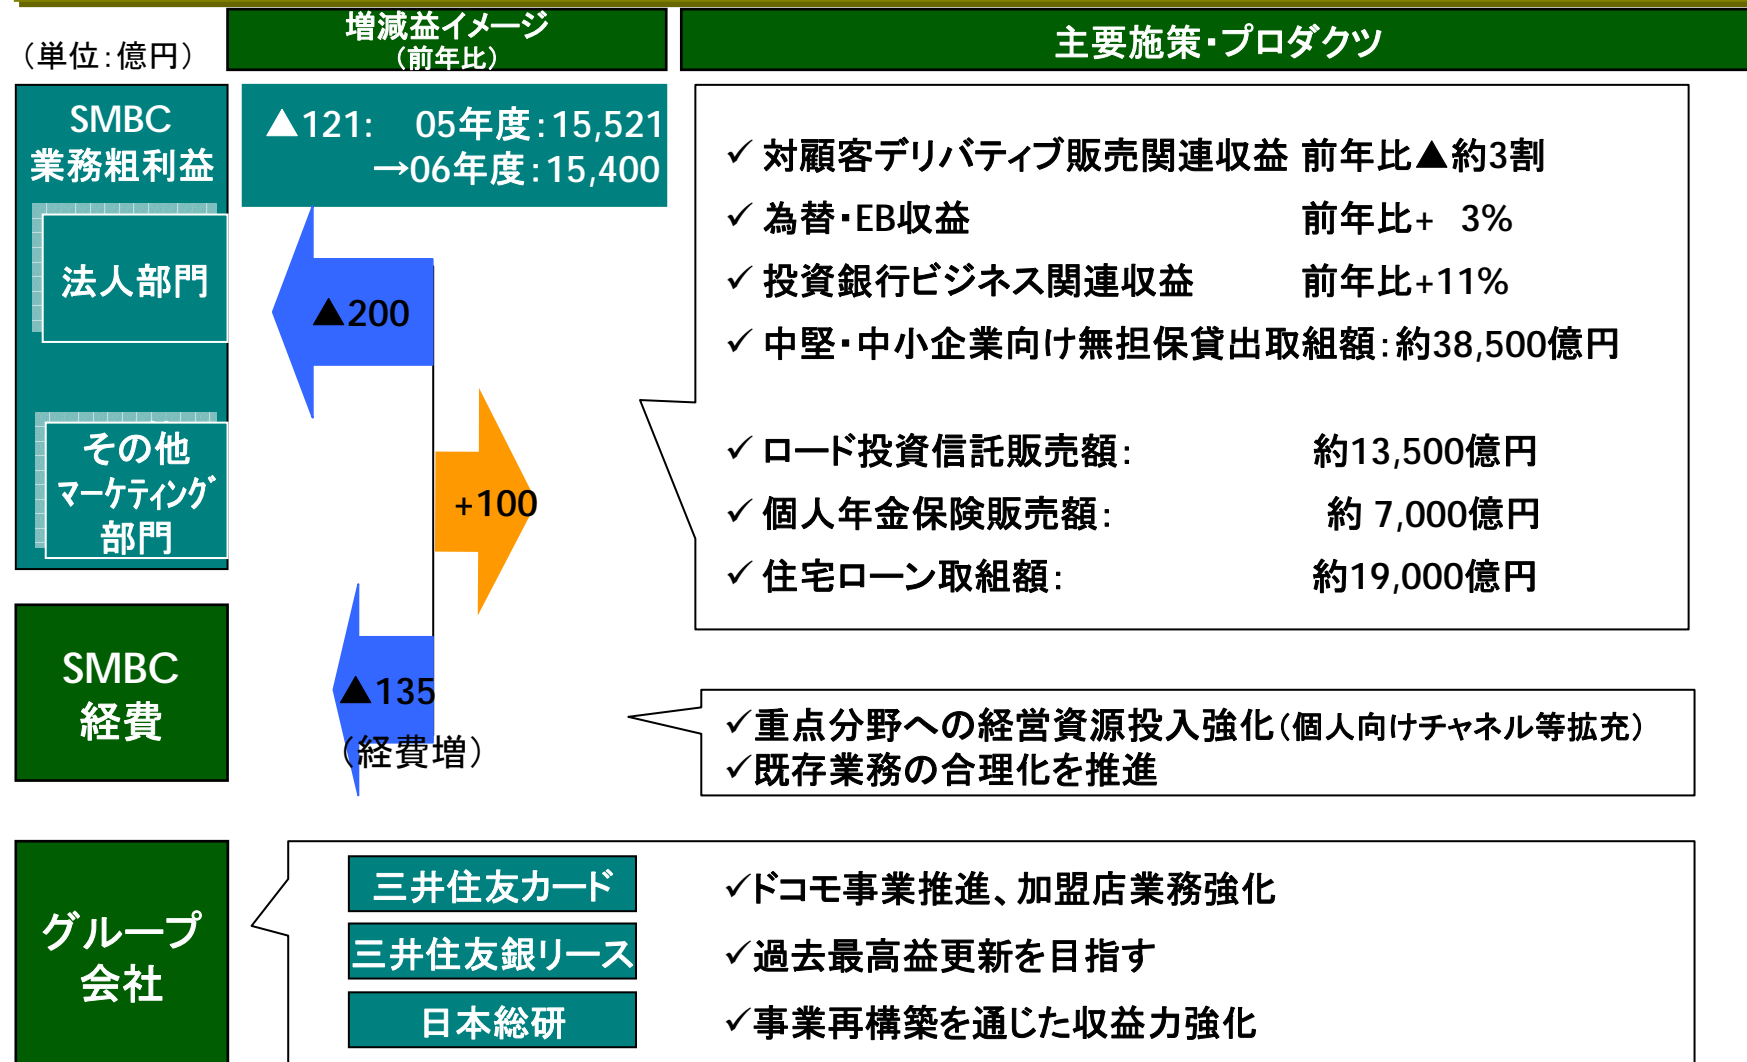 （単位：億円）
増減益イメージ
（前年比）
主要施策・プロダクツ
SMBC
業務粗利益
▲121: 05年度：15,521
→06年度：15,400
法人部門
▲200
その他
マーケティング
部門
+100
✓対顧客デリバティブ販売関連収益 前年比▲約3割
✓為替・EB収益 前年比+ 3%
✓投資銀行ビジネス関連収益 前年比+11%
✓中堅・中小企業向け無担保貸出取組額：約38,500億円
✓ロード投資信託販売額： 約13,500億円
✓個人年金保険販売額： 約 7,000億円
✓住宅ローン取組額： 約19,000億円
SMBC
経費
▲135
（経費増）
✓重点分野への経営資源投入強化（個人向けチャネル等拡充）
✓既存業務の合理化を推進
グループ
会社
三井住友カード ✓ドコモ事業推進、加盟店業務強化
三井住友銀リース ✓過去最高益更新を目指す
日本総研 ✓事業再構築を通じた収益力強化